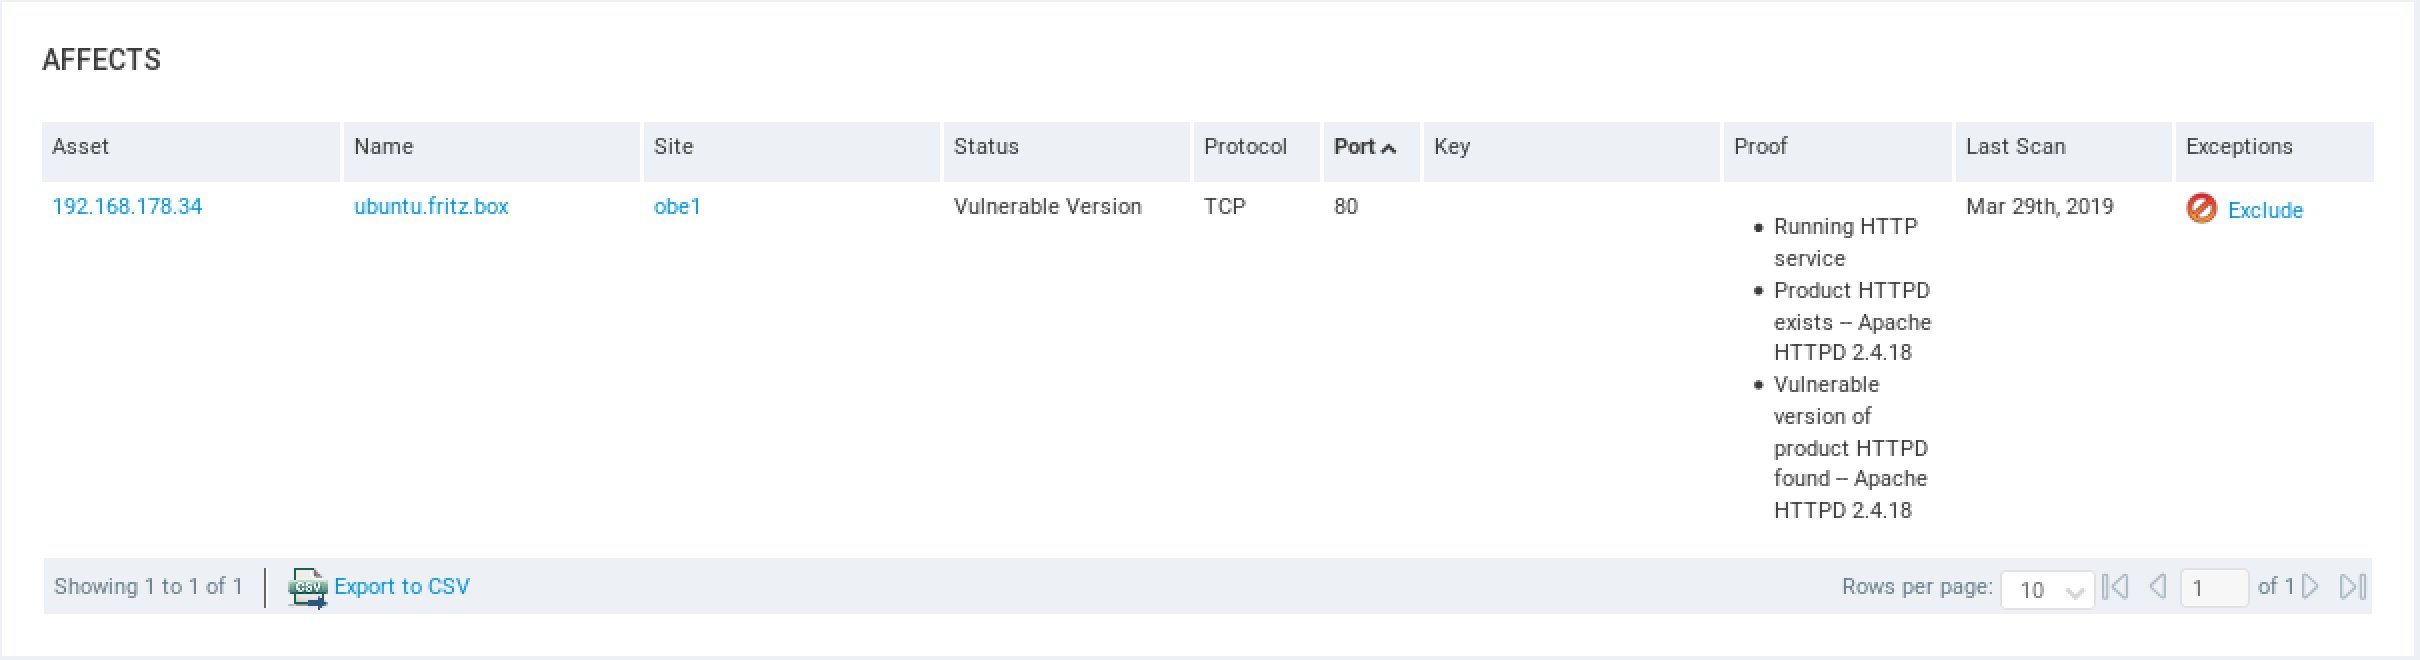 AFFECTS
Asset Name Site Status Protocol Port Key Proof Last Scan Exceptions
192.168.178.34 ubuntu.fritz.box obe1 Vulnerable Version TCP 80 Mar 29th, 2019 Exclude
• Running HTTP
service
• Product HTTPD
exists – Apache
HTTPD 2.4.18
• Vulnerable
version of
product HTTPD
found – Apache
HTTPD 2.4.18
Showing 1 to 1 of 1 CSV Export to CSV Rows per page: 10 1 of 1